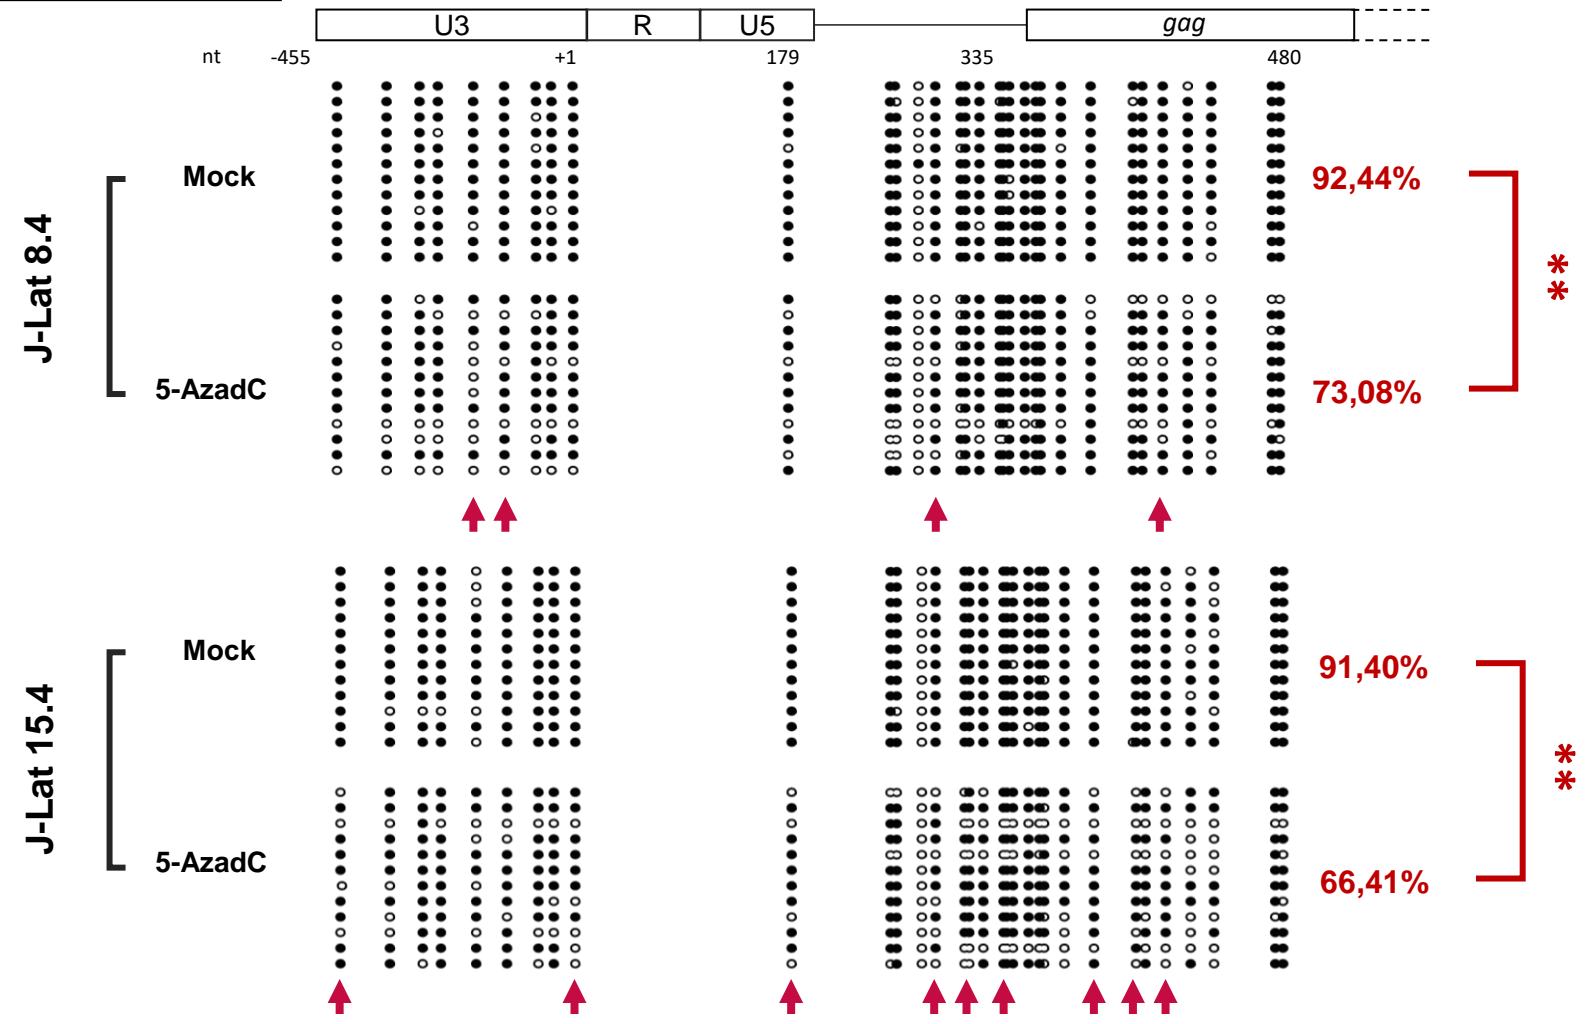 U3 R U5 gag
nt -455 +1 179 335 480
J-Lat 8.4
Mock
92,44%
**
5-AzadC
73,08%
J-Lat 15.4
Mock
91,40%
**
5-AzadC
66,41%